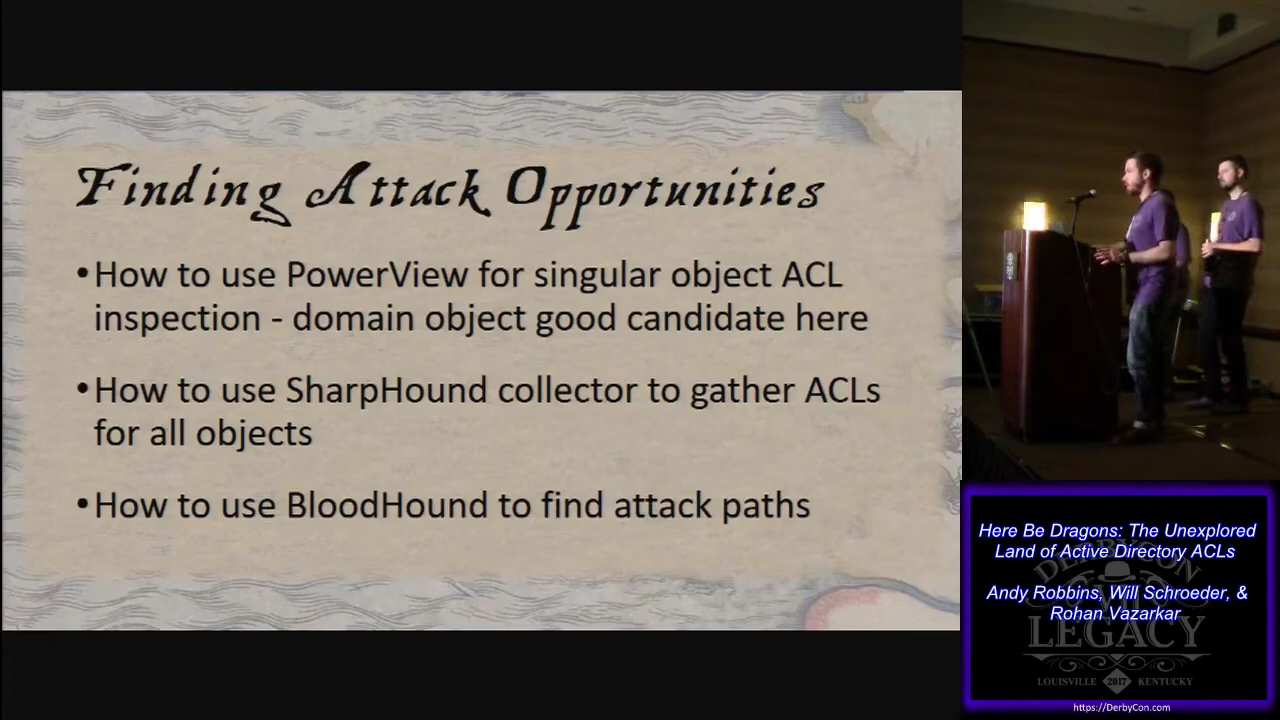 Finding Attack Opportunities
•How to use PowerView for singular object ACL
inspection - domain object good candidate here
•How to use SharpHound collector to gather ACLs
for all objects
•How to use BloodHound to find attack paths
Here Be Dragons: The Unexplored
Land of Active Directory ACLs
Andy Robbins, Will Schroeder, &
Rohan Vazarkar
DERBYCON
VII
LEGACY
LOUISVILLE 2017 KENTUCKY
https://DerbyCon.com